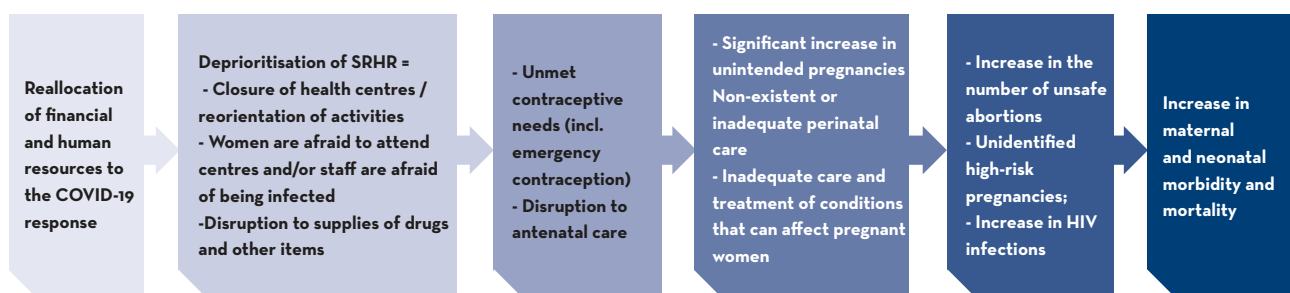 Reallocation
of financial
and human
resources to
the COVID-19
response
Deprioritisation of SRHR =
- Closure of health centres /
reorientation of activities
- Women are afraid to attend
centres and/or staff are afraid
of being infected
-Disruption to supplies of drugs
and other items
- Unmet
contraceptive
needs (incl.
emergency
contraception)
- Disruption to
antenatal care
- Significant increase in
unintended pregnancies
Non-existent or
inadequate perinatal
care
- Inadequate care and
treatment of conditions
that can affect pregnant
women
- Increase in the
number of unsafe
abortions
- Unidentified
high-risk
pregnancies;
- Increase in HIV
infections
Increase in
maternal
and neonatal
morbidity and
mortality